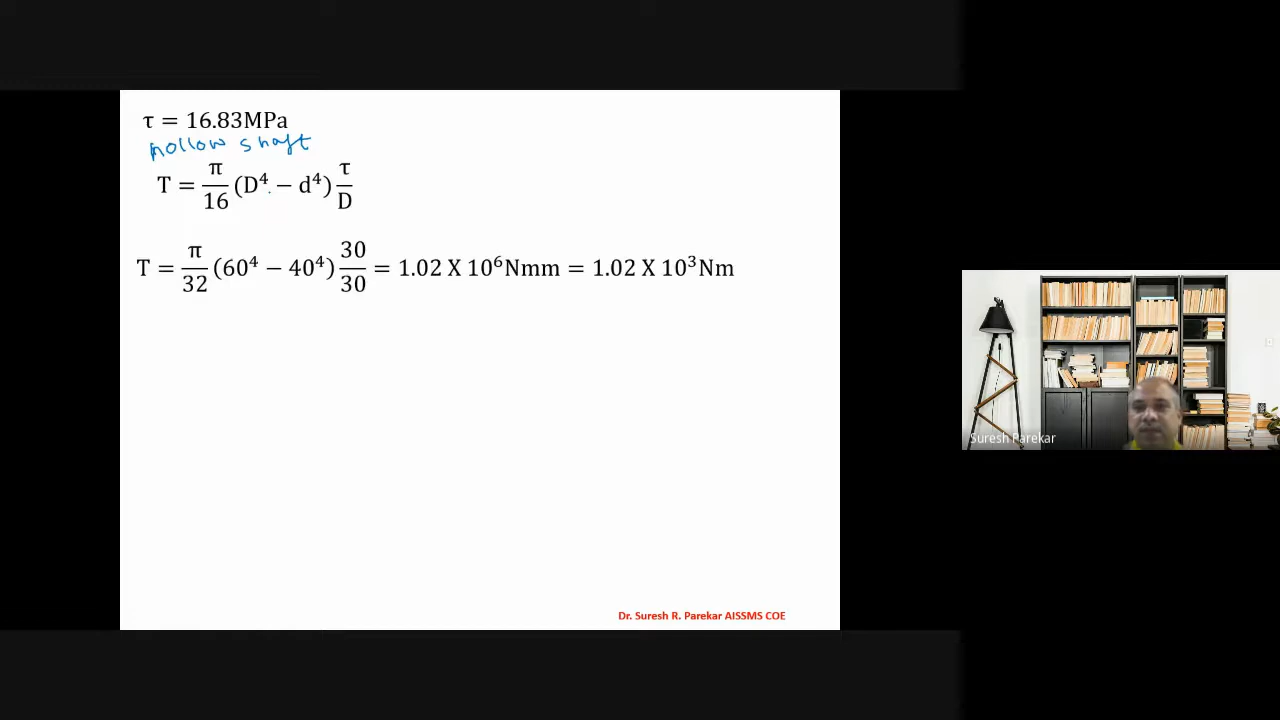 τ = 16.83MPa
hollow shaft
T = π/16 (D⁴ − d⁴) τ/D
T = π/32 (60⁴ − 40⁴) 30/30 = 1.02 X 10⁶Nmm = 1.02 X 10³Nm
Suresh Parekar
Dr. Suresh R. Parekar AISSMS COE